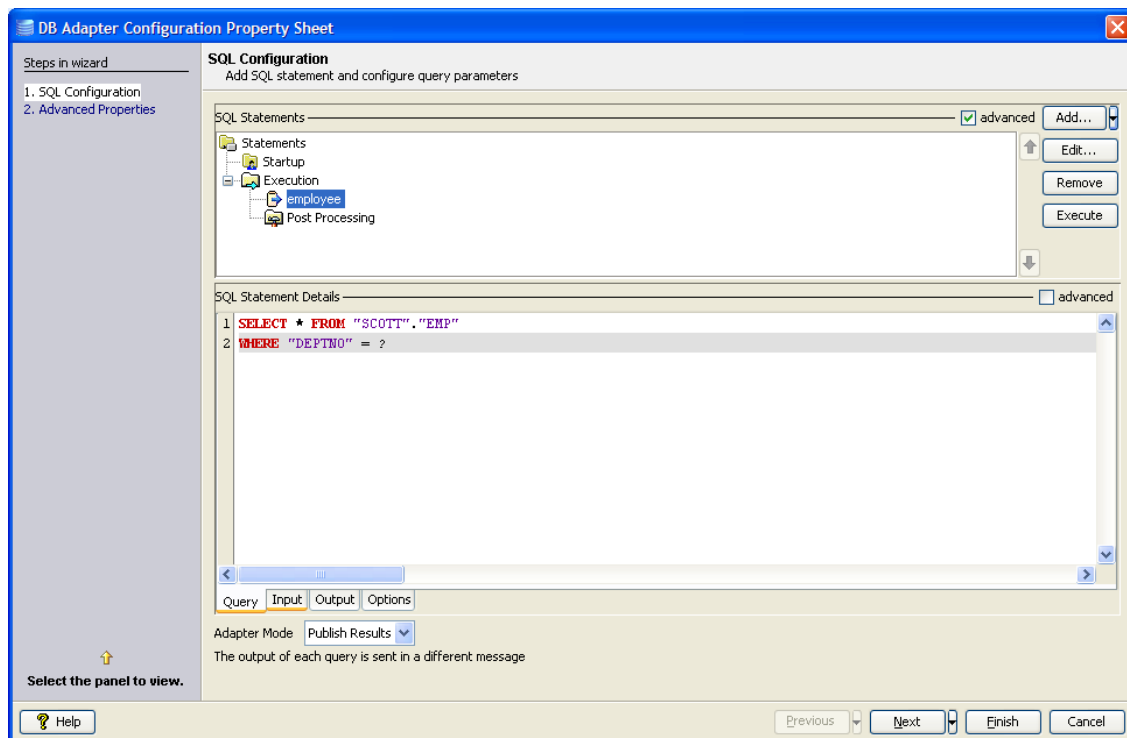 DB Adapter Configuration Property Sheet
Steps in wizard
1. SQL Configuration
2. Advanced Properties
SQL Configuration
Add SQL statement and configure query parameters
SQL Statements
advanced
Add...
Statements
Startup
Execution
employee
Post Processing
Edit...
Remove
Execute
SQL Statement Details
advanced
1 SELECT * FROM "SCOTT"."EMP"
2 WHERE "DEPTNO" = ?
Query Input Output Options
Adapter Mode Publish Results
The output of each query is sent in a different message
Select the panel to view.
? Help
Previous Next Finish Cancel